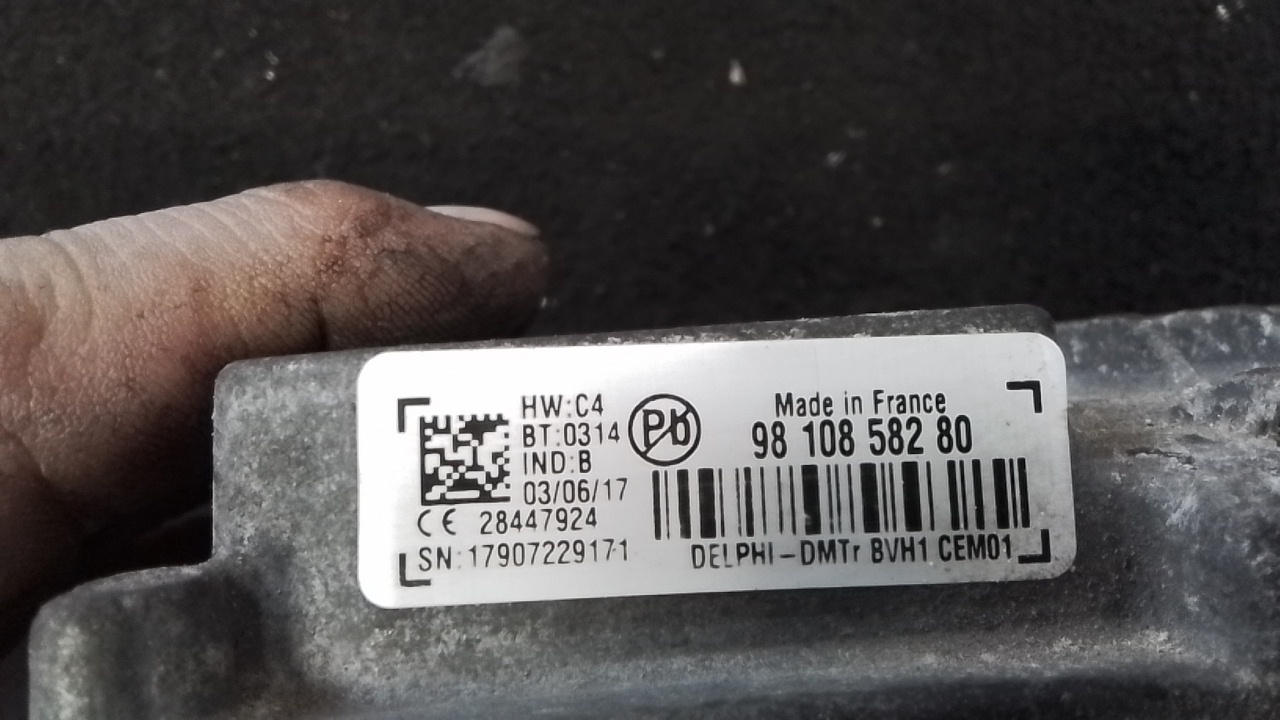 HW:C4
BT:0314
IND:B
03/06/17
CE 28447924
SN:17907229171
Pb
Made in France
98 108 582 80
DELPHI-DMTr BVH1 CEM01